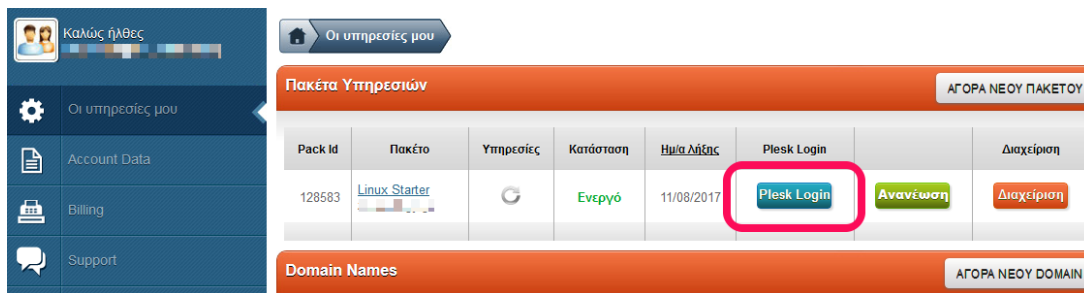 Καλώς ήλθες
Οι υπηρεσίες μου
Account Data
Billing
Support
Οι υπηρεσίες μου
Πακέτα Υπηρεσιών
ΑΓΟΡΑ ΝΕΟΥ ΠΑΚΕΤΟΥ
Pack Id Πακέτο Υπηρεσίες Κατάσταση Ημ/α Λήξης Plesk Login Διαχείριση
128583 Linux Starter Ενεργό 11/08/2017 Plesk Login Ανανέωση Διαχείριση
Domain Names
ΑΓΟΡΑ ΝΕΟΥ DOMAIN